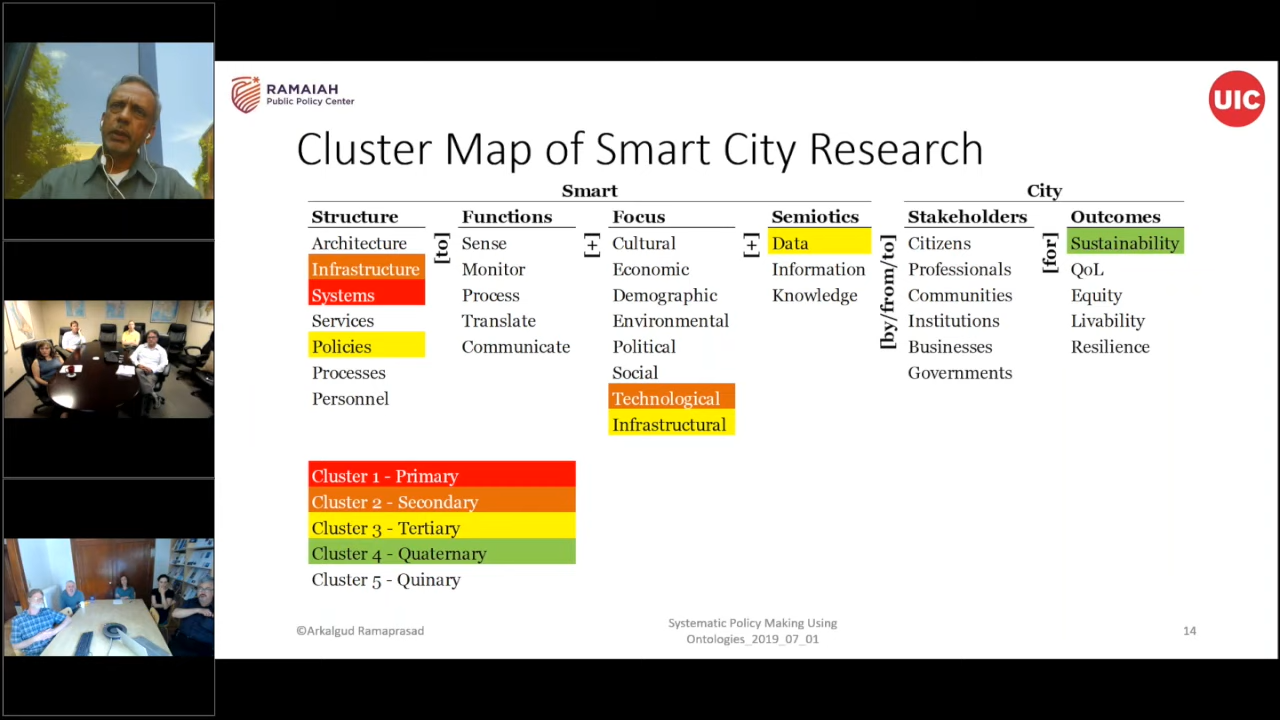 RAMAIAH
Public Policy Center
UIC
Cluster Map of Smart City Research
Smart City
Structure Functions Focus Semiotics Stakeholders Outcomes
[to] [+] [+] [by/from/to] [for]
Architecture Sense Cultural Data Citizens Sustainability
Infrastructure Monitor Economic Information Professionals QoL
Systems Process Demographic Knowledge Communities Equity
Services Translate Environmental Institutions Livability
Policies Communicate Political Businesses Resilience
Processes Social Governments
Personnel Technological
Infrastructural
Cluster 1 - Primary
Cluster 2 - Secondary
Cluster 3 - Tertiary
Cluster 4 - Quaternary
Cluster 5 - Quinary
©Arkalgud Ramaprasad
Systematic Policy Making Using
Ontologies_2019_07_01
14